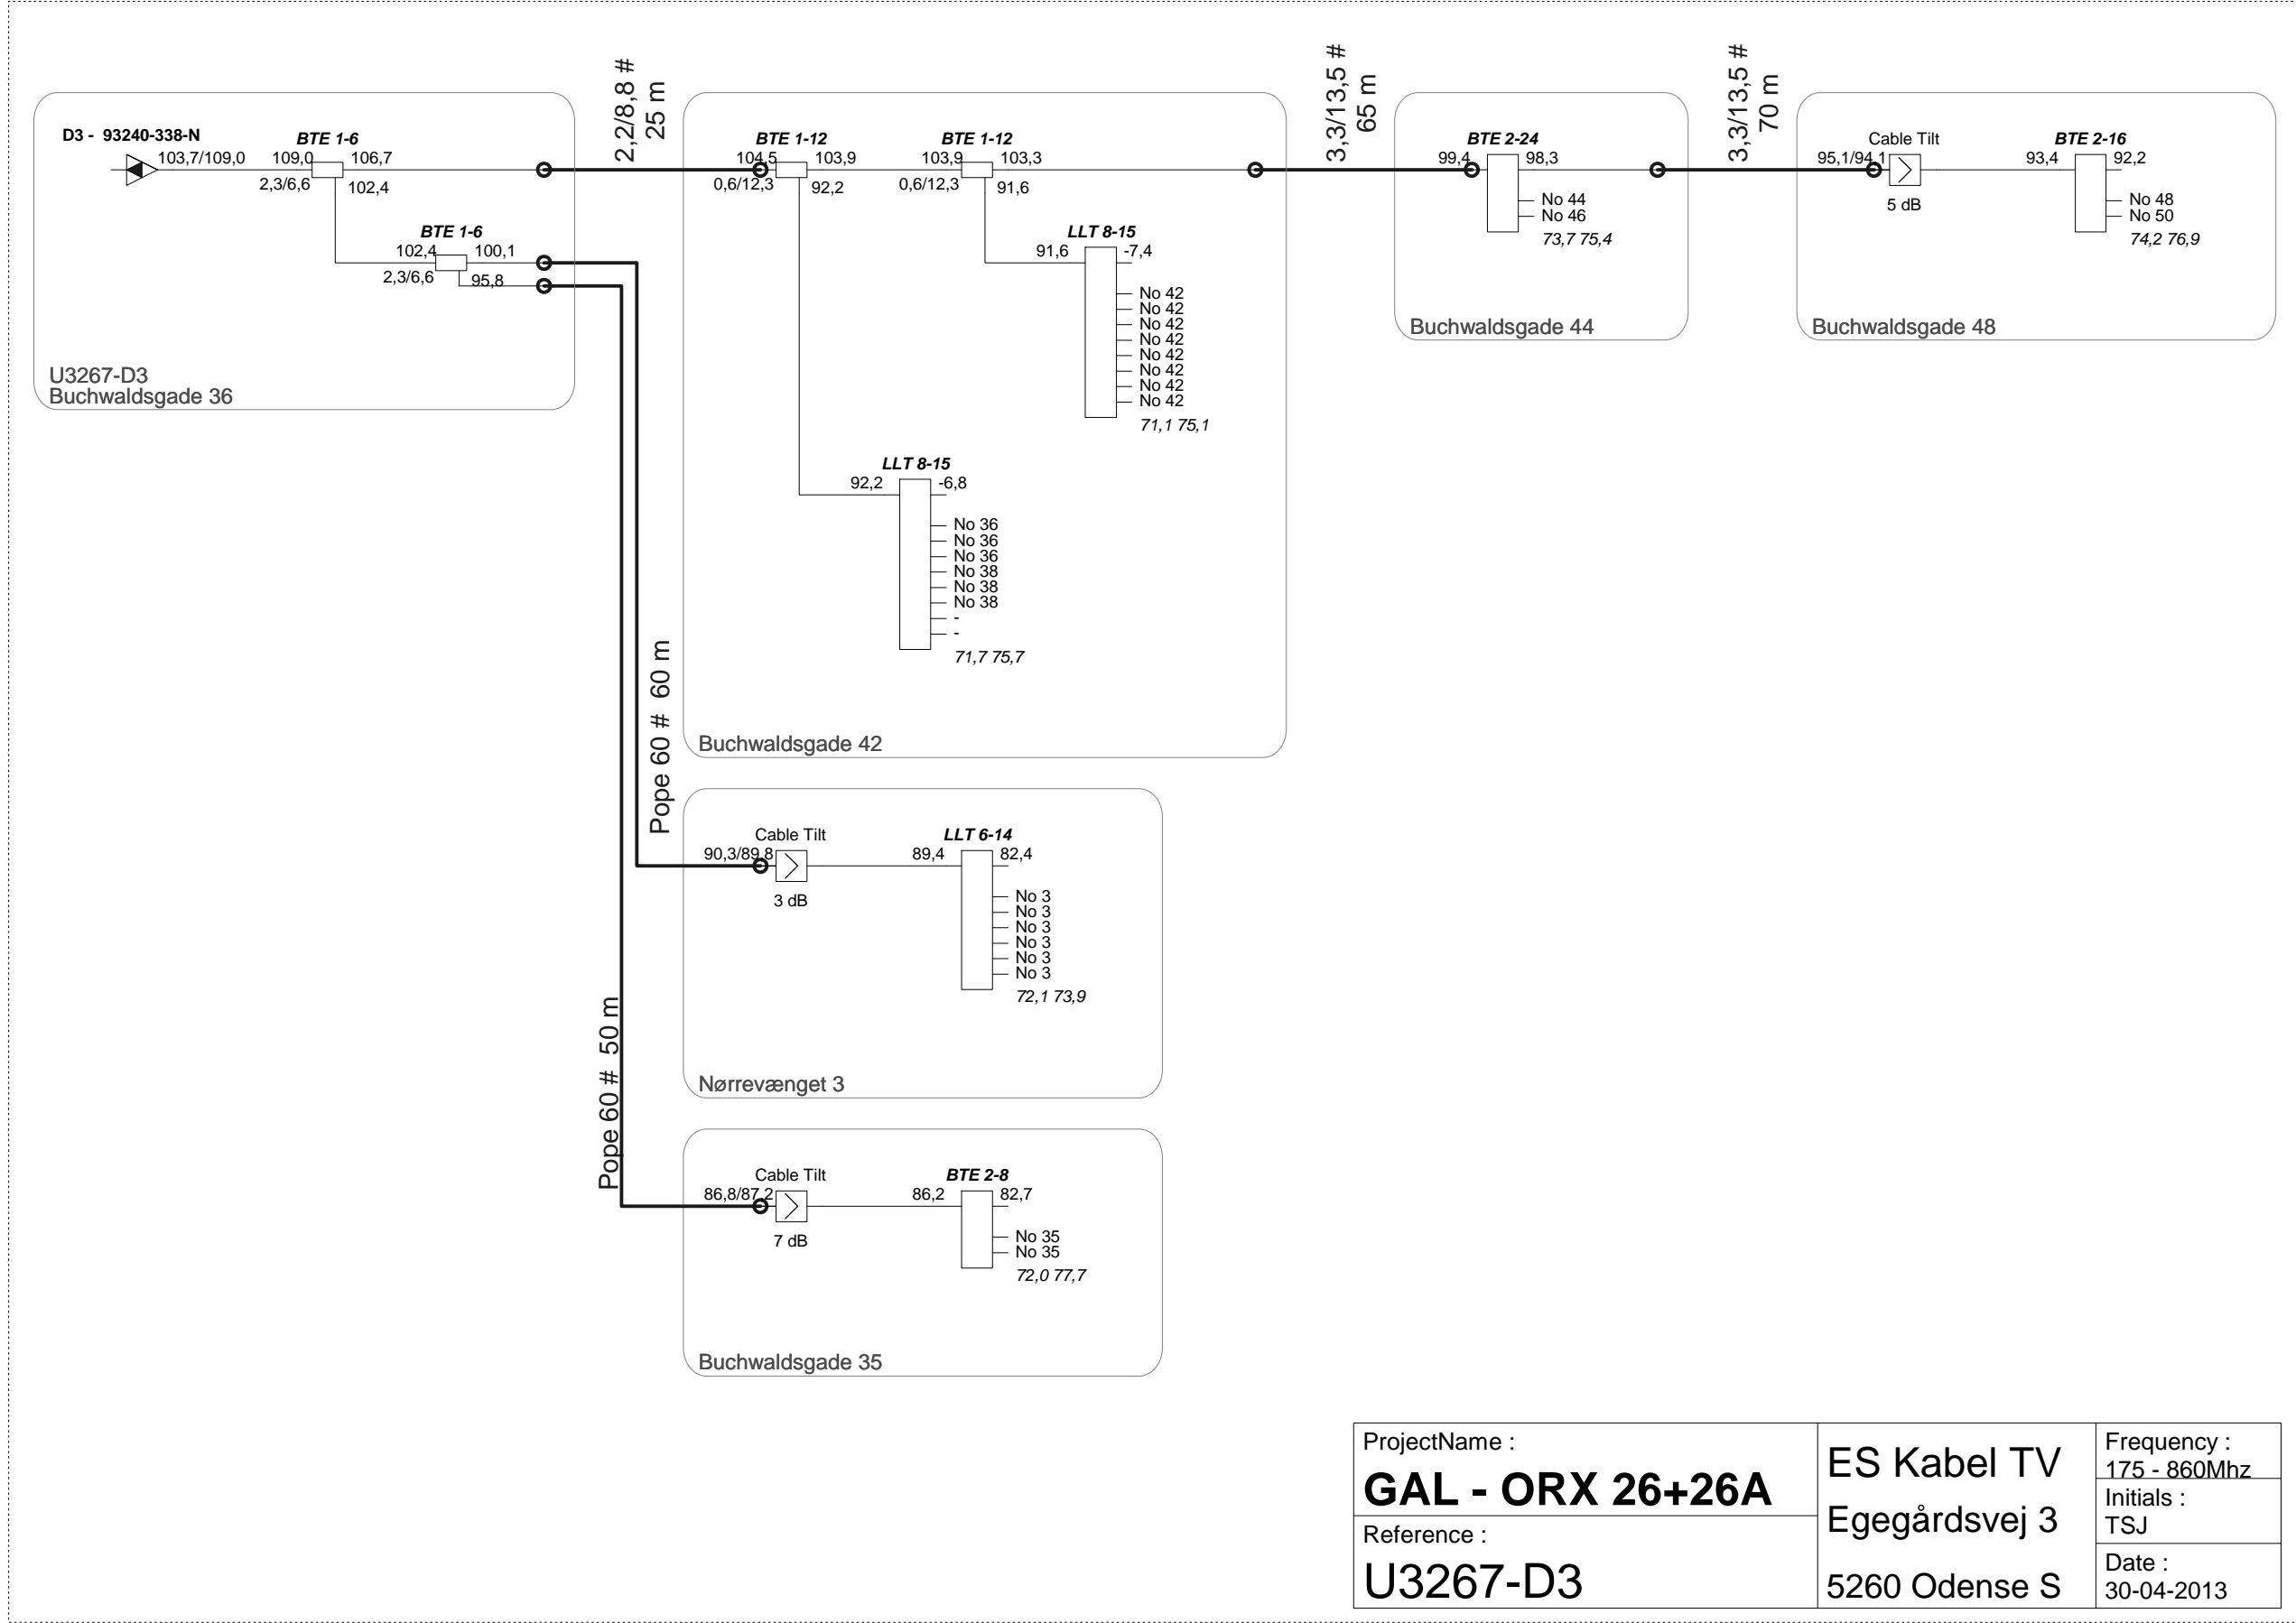 D3 - 93240-338-N
103,7/109,0
BTE 1-6
109,0
106,7
2,3/6,6
102,4
BTE 1-6
102,4
100,1
2,3/6,6
95,8
U3267-D3
Buchwaldsgade 36
2,2/8,8 #
25 m
BTE 1-12
104,5
103,9
0,6/12,3
92,2
BTE 1-12
103,9
103,3
0,6/12,3
91,6
LLT 8-15
91,6
-7,4
No 42
No 42
No 42
No 42
No 42
No 42
No 42
No 42
71,1 75,1
LLT 8-15
92,2
-6,8
No 36
No 36
No 36
No 38
No 38
No 38
-
-
71,7 75,7
Buchwaldsgade 42
3,3/13,5 #
65 m
BTE 2-24
99,4
98,3
No 44
No 46
73,7 75,4
Buchwaldsgade 44
3,3/13,5 #
70 m
Cable Tilt
95,1/94,1
5 dB
BTE 2-16
93,4
92,2
No 48
No 50
74,2 76,9
Buchwaldsgade 48
Pope 60 # 60 m
Cable Tilt
90,3/89,8
3 dB
LLT 6-14
89,4
82,4
No 3
No 3
No 3
No 3
No 3
No 3
72,1 73,9
Nørrevænget 3
Pope 60 # 50 m
Cable Tilt
86,8/87,2
7 dB
BTE 2-8
86,2
82,7
No 35
No 35
72,0 77,7
Buchwaldsgade 35
ProjectName :
GAL - ORX 26+26A
Reference :
U3267-D3
ES Kabel TV
Egegårdsvej 3
5260 Odense S
Frequency :
175 - 860Mhz
Initials :
TSJ
Date :
30-04-2013